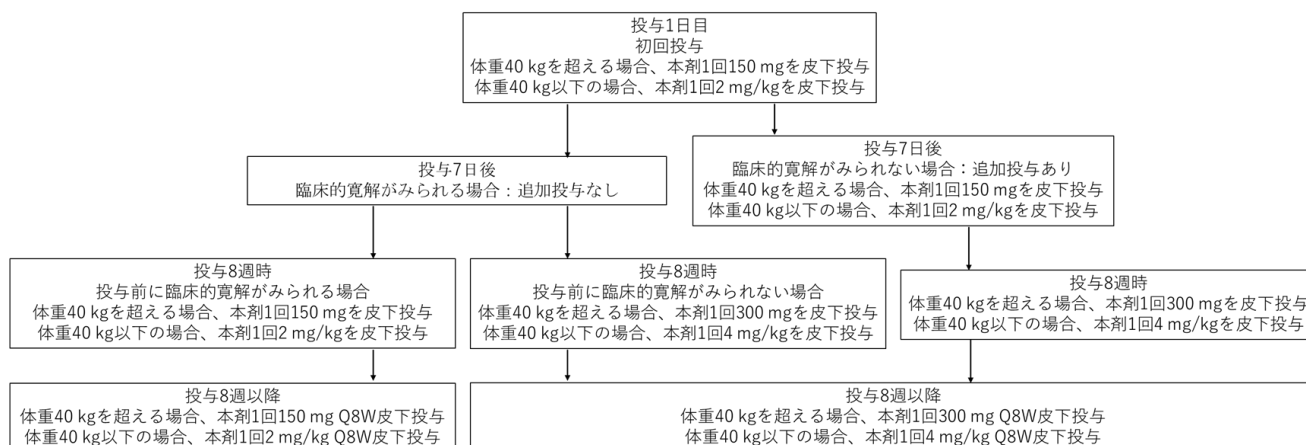 投与1日目
初回投与
体重40 kgを超える場合、本剤1回150 mgを皮下投与
体重40 kg以下の場合、本剤1回2 mg/kgを皮下投与
投与7日後
臨床的寛解がみられる場合：追加投与なし
投与7日後
臨床的寛解がみられない場合：追加投与あり
体重40 kgを超える場合、本剤1回150 mgを皮下投与
体重40 kg以下の場合、本剤1回2 mg/kgを皮下投与
投与8週時
投与前に臨床的寛解がみられる場合
体重40 kgを超える場合、本剤1回150 mgを皮下投与
体重40 kg以下の場合、本剤1回2 mg/kgを皮下投与
投与8週時
投与前に臨床的寛解がみられない場合
体重40 kgを超える場合、本剤1回300 mgを皮下投与
体重40 kg以下の場合、本剤1回4 mg/kgを皮下投与
投与8週時
体重40 kgを超える場合、本剤1回300 mgを皮下投与
体重40 kg以下の場合、本剤1回4 mg/kgを皮下投与
投与8週以降
体重40 kgを超える場合、本剤1回150 mg Q8W皮下投与
体重40 kg以下の場合、本剤1回2 mg/kg Q8W皮下投与
投与8週以降
体重40 kgを超える場合、本剤1回300 mg Q8W皮下投与
体重40 kg以下の場合、本剤1回4 mg/kg Q8W皮下投与